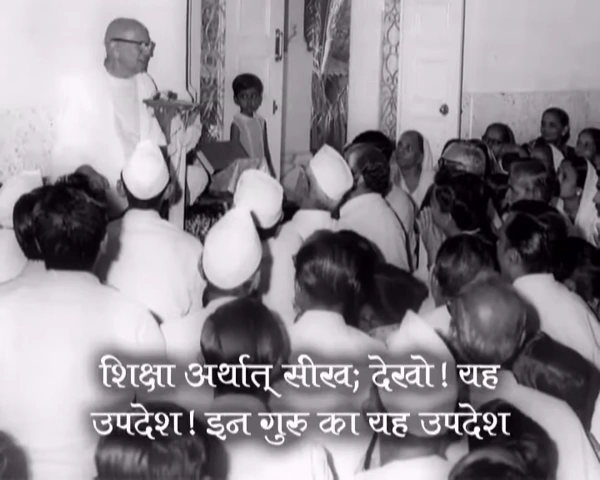 शिक्षा अर्थात् सीख; देखो! यह
उपदेश! इन गुरु का यह उपदेश